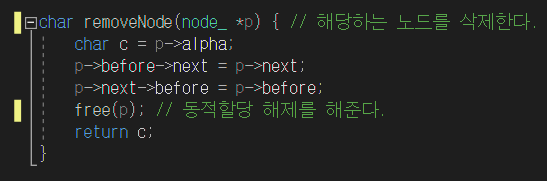 char removeNode(node_ *p) { // 해당하는 노드를 삭제한다.
char c = p->alpha;
p->before->next = p->next;
p->next->before = p->before;
free(p); // 동적할당 해제를 해준다.
return c;
}